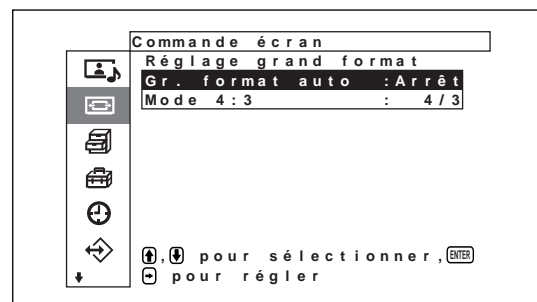 Commande écran
Réglage grand format
Gr. format auto :Arrêt
Mode 4:3 : 4/3
, pour sélectionner, ENTER
pour régler